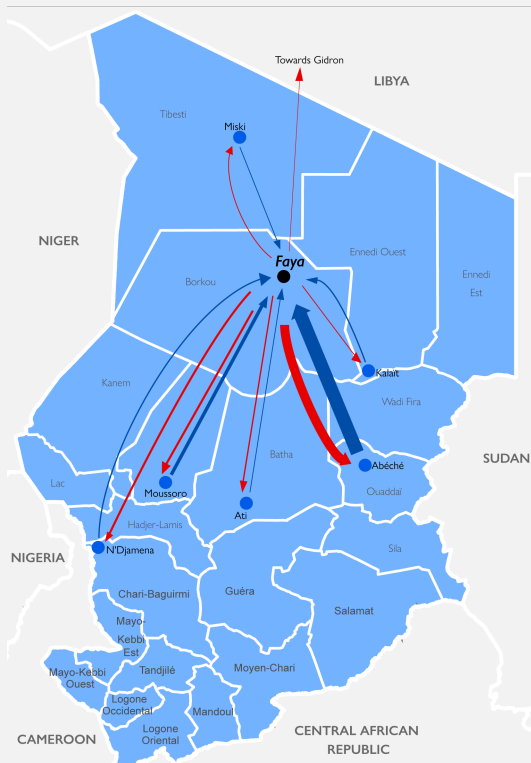 Towards Gidron
LIBYA
Tibesti
Miski
NIGER
Ennedi Ouest
Faya
Borkou
Ennedi
Est
Kalaït
Kanem
Wadi Fira
Batha
SUDAN
Abéché
Lac
Moussoro
Ouaddaï
Ati
Hadjer-Lamis
N'Djamena
Sila
NIGERIA
Chari-Baguirmi
Guéra
Salamat
Mayo-
Kebbi
Est
Mayo-Kebbi
Ouest
Tandjilé
Moyen-Chari
Logone
Occidental
Mandoul
Logone
Oriental
CAMEROON
CENTRAL AFRICAN
REPUBLIC